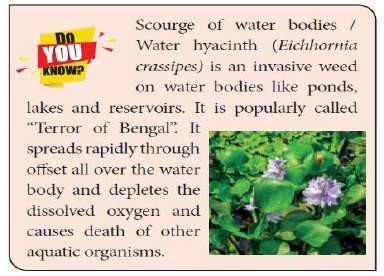 DO
YOU
KNOW?
Scourge of water bodies /
Water hyacinth (Eichhornia
crassipes) is an invasive weed
on water bodies like ponds,
lakes and reservoirs. It is popularly called
“Terror of Bengal”. It
spreads rapidly through
offset all over the water
body and depletes the
dissolved oxygen and
causes death of other
aquatic organisms.